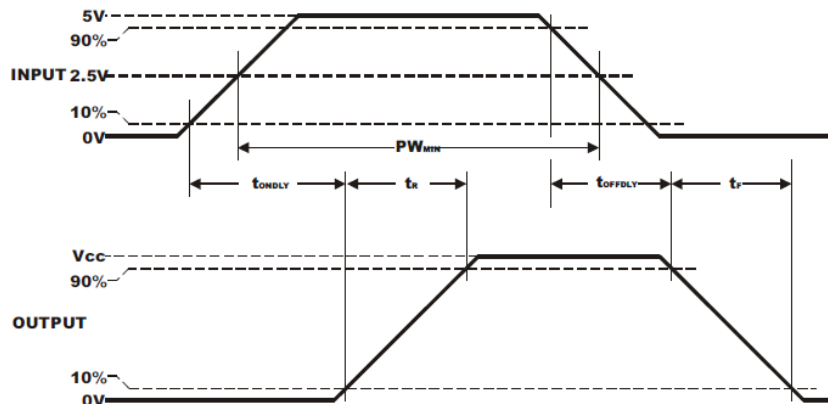 5V
90%
INPUT 2.5V
10%
0V
PWMIN
tONDLY tR tOFFDLY tF
Vcc
90%
OUTPUT
10%
0V